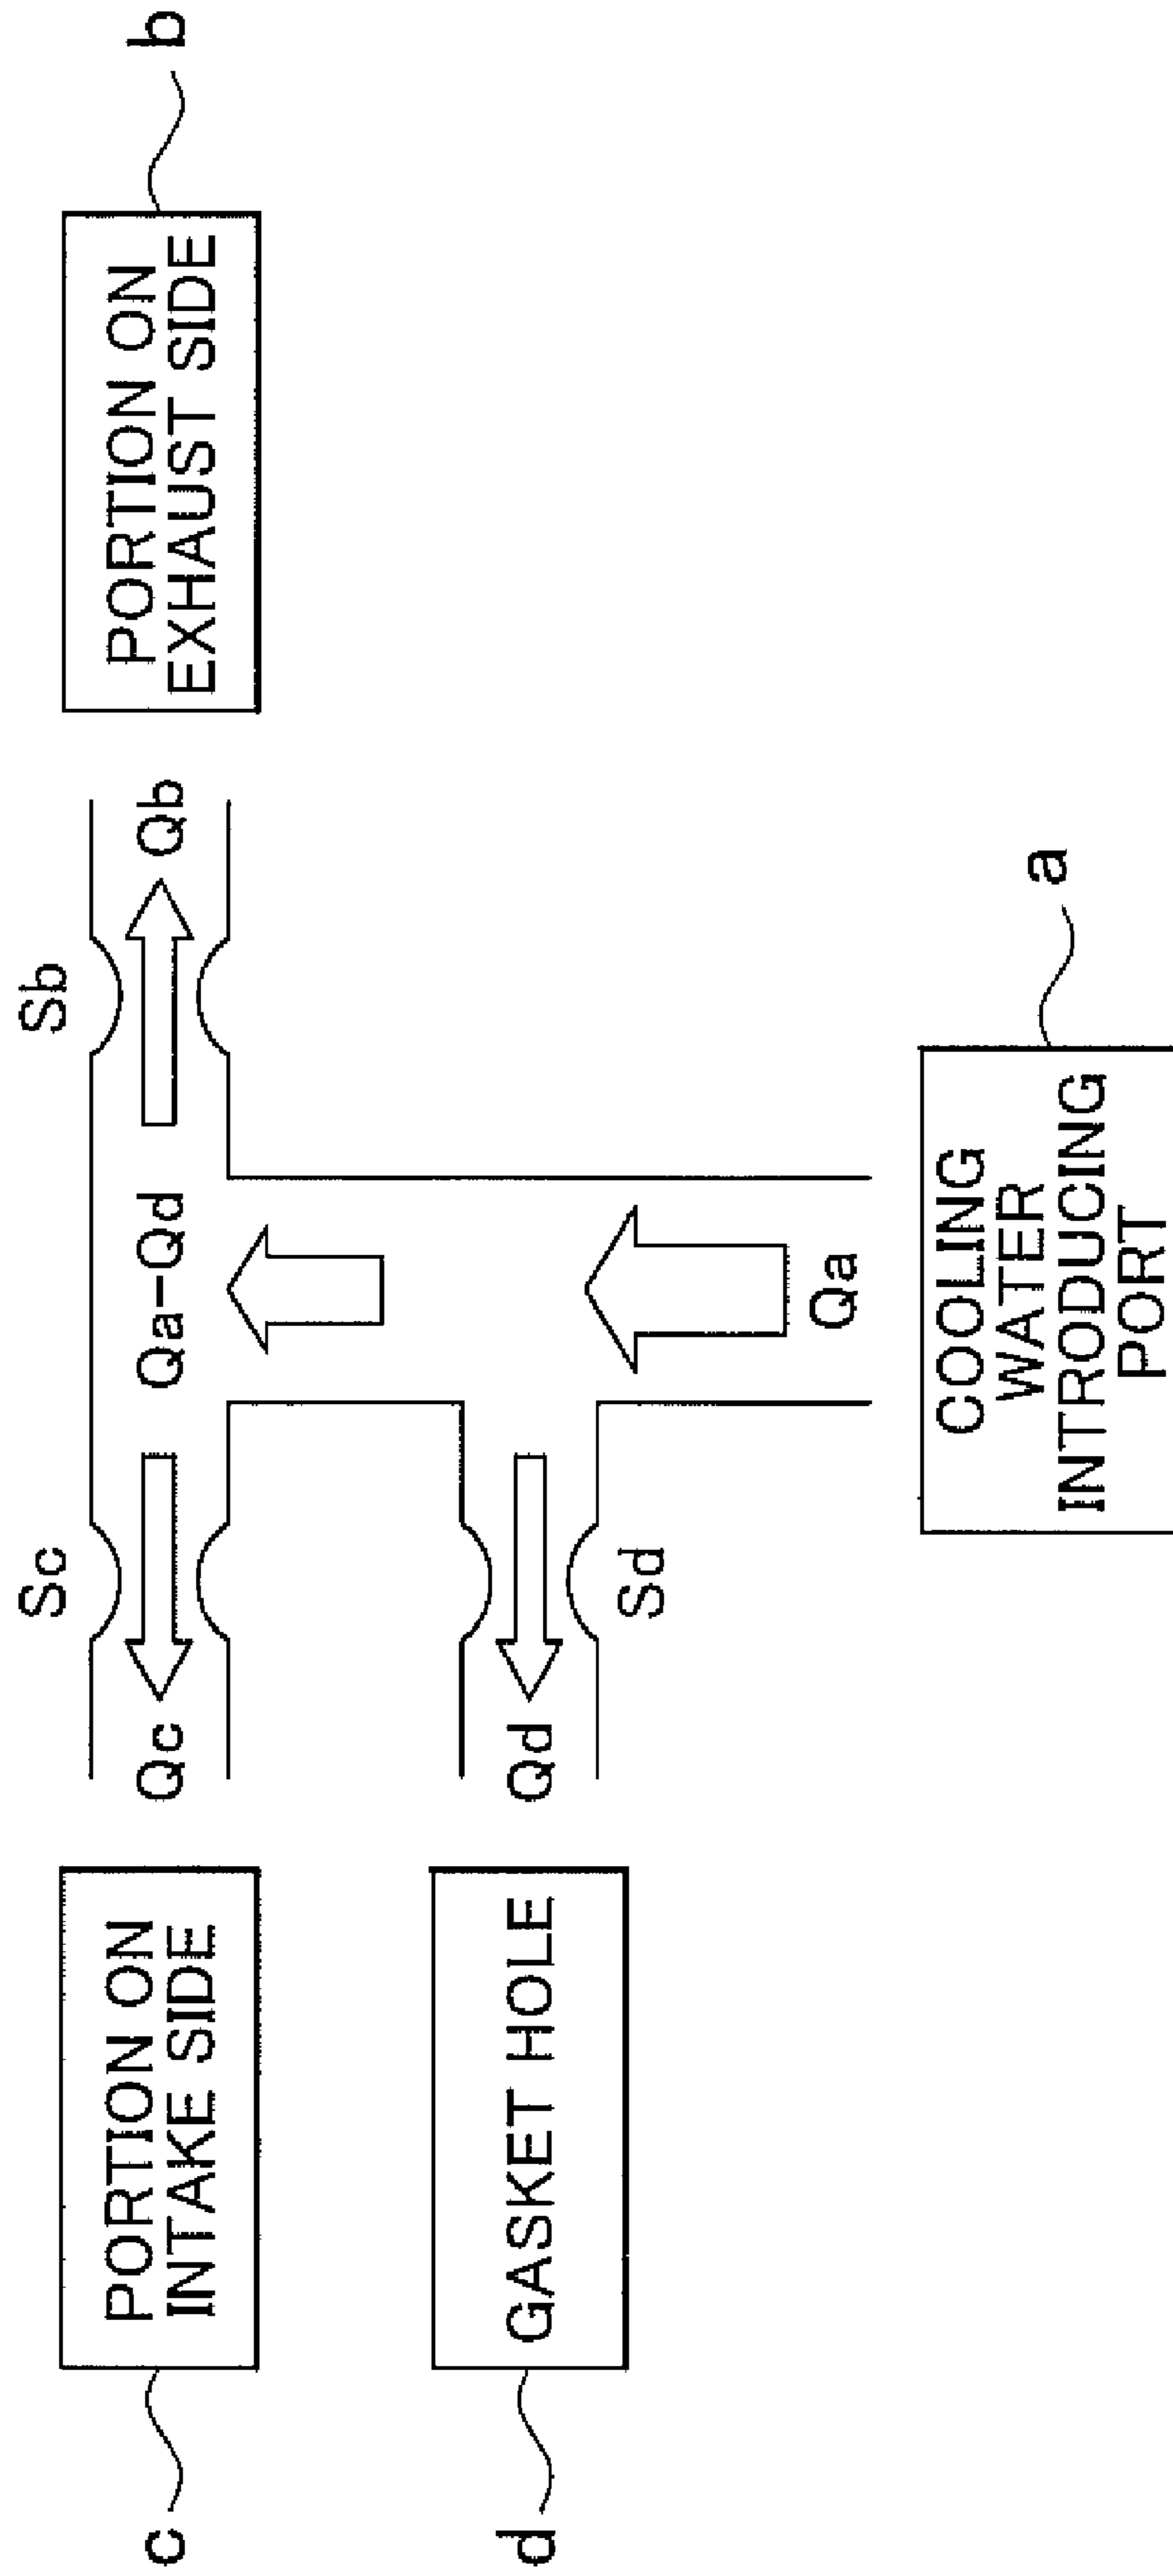 c
PORTION ON
INTAKE SIDE
Qc
Sc
Qa-Qd
Sb
Qb
PORTION ON
EXHAUST SIDE
b
d
GASKET HOLE
Qd
Sd
Qa
COOLING
WATER
INTRODUCING
PORT
a